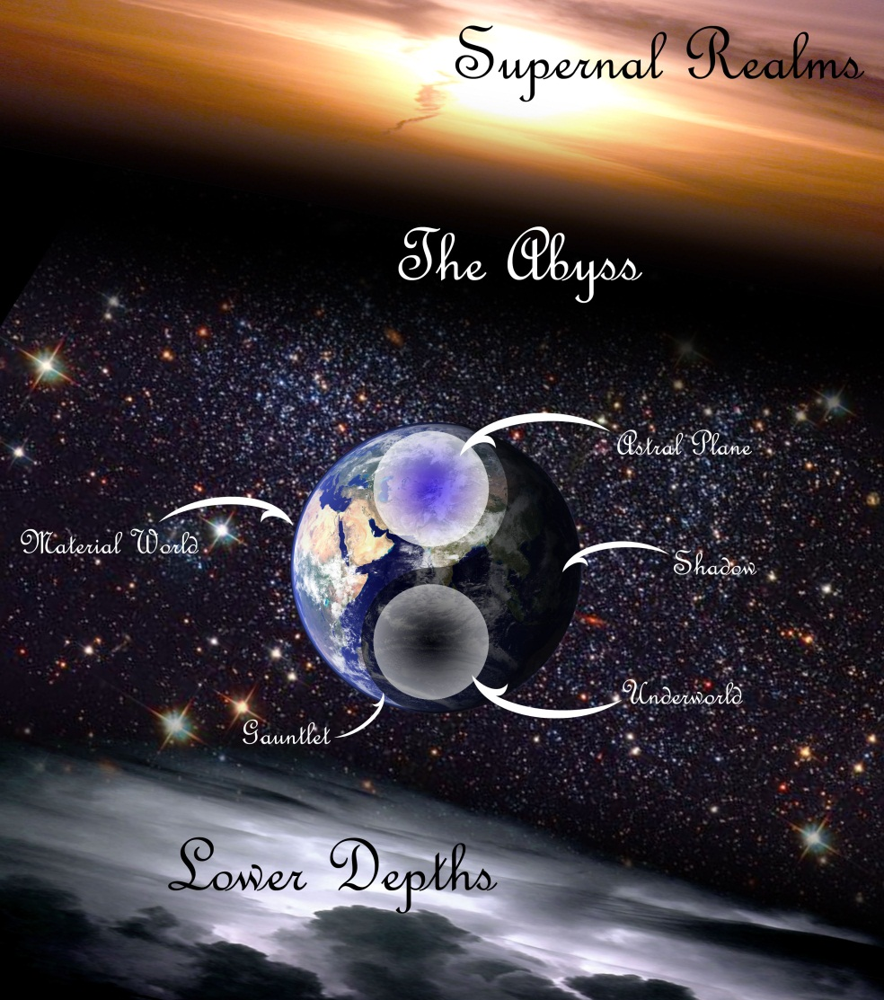 Supernal Realms
The Abyss
Astral Plane
Material World
Shadow
Underworld
Gauntlet
Lower Depths